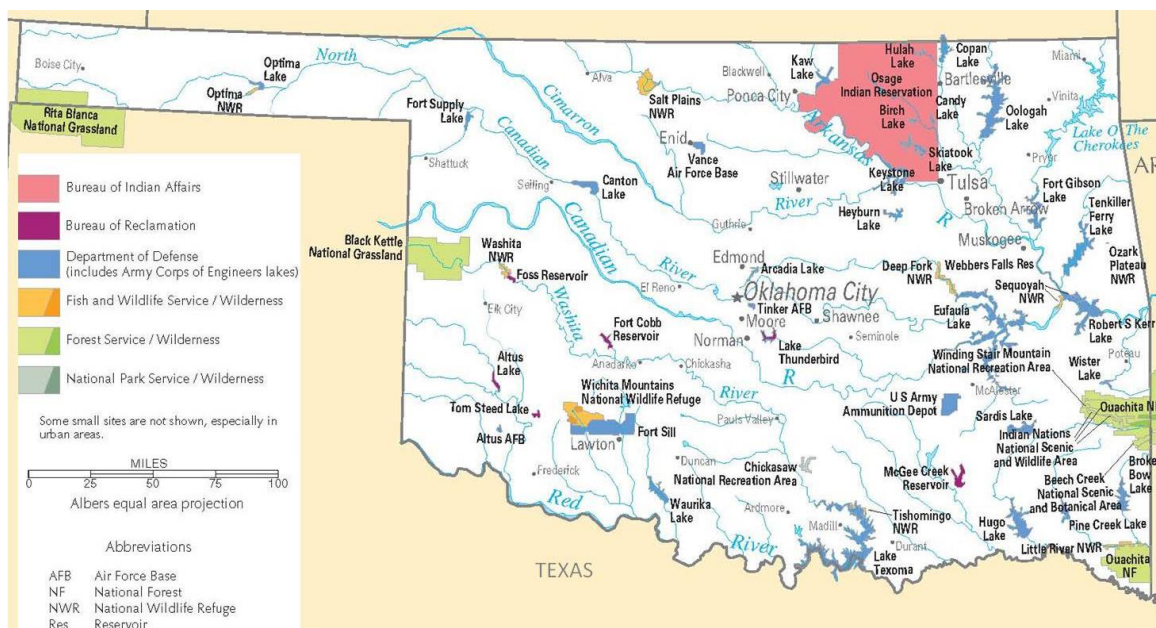 Boise City
Optima
Lake
Optima
NWR
North
Rita Blanca
National Grassland
Fort Supply
Lake
Shattuck
Canadian
Seiling
Cimarron
Alva
Salt Plains
NWR
Enid
Vance
Air Force Base
Canton
Lake
Blackwell
Ponca City
Kaw
Lake
Hulah
Lake
Osage
Indian Reservation
Birch
Lake
Skiatook
Lake
Arkansas
Copan
Lake
Bartlesville
Candy
Lake
Oologah
Lake
Miami
Vinita
Lake O' The
Cherokees
Pryor
AR
Stillwater
Keystone
Lake
Tulsa
Broken Arrow
Fort Gibson
Lake
Tenkiller
Ferry
Lake
River
Guthrie
Heyburn
Lake
R
Muskogee
Ozark
Plateau
NWR
Black Kettle
National Grassland
Washita
NWR
Foss Reservoir
Canadian
River
El Reno
Edmond
Arcadia Lake
Oklahoma City
Tinker AFB
Moore
Norman
Shawnee
Seminole
Lake
Thunderbird
Deep Fork
NWR
Webbers Falls Res
Sequoyah
NWR
Eufaula
Lake
Robert S Kerr
Poteau
Wister
Lake
Winding Stair Mountain
National Recreation Area
Elk City
Washita
Fort Cobb
Reservoir
Anadarko
Chickasha
Altus
Lake
Tom Steed Lake
Altus AFB
Wichita Mountains
National Wildlife Refuge
Fort Sill
Lawton
River
Pauls Valley
R
U S Army
Ammunition Depot
McAlester
Sardis Lake
Ouachita NF
Indian Nations
National Scenic
and Wildlife Area
Frederick
Duncan
Chickasaw
National Recreation Area
McGee Creek
Reservoir
Beech Creek
National Scenic
and Botanical Area
Broke
Bow
Lake
Red
River
Waurika
Lake
Ardmore
Madill
Tishomingo
NWR
Durant
Lake
Texoma
Hugo
Lake
Pine Creek Lake
Little River NWR
Ouachita
NF
TEXAS
Bureau of Indian Affairs
Bureau of Reclamation
Department of Defense
(includes Army Corps of Engineers lakes)
Fish and Wildlife Service / Wilderness
Forest Service / Wilderness
National Park Service / Wilderness
Some small sites are not shown, especially in
urban areas.
MILES
0 25 50 75 100
Albers equal area projection
Abbreviations
AFB Air Force Base
NF National Forest
NWR National Wildlife Refuge
Res Reservoir